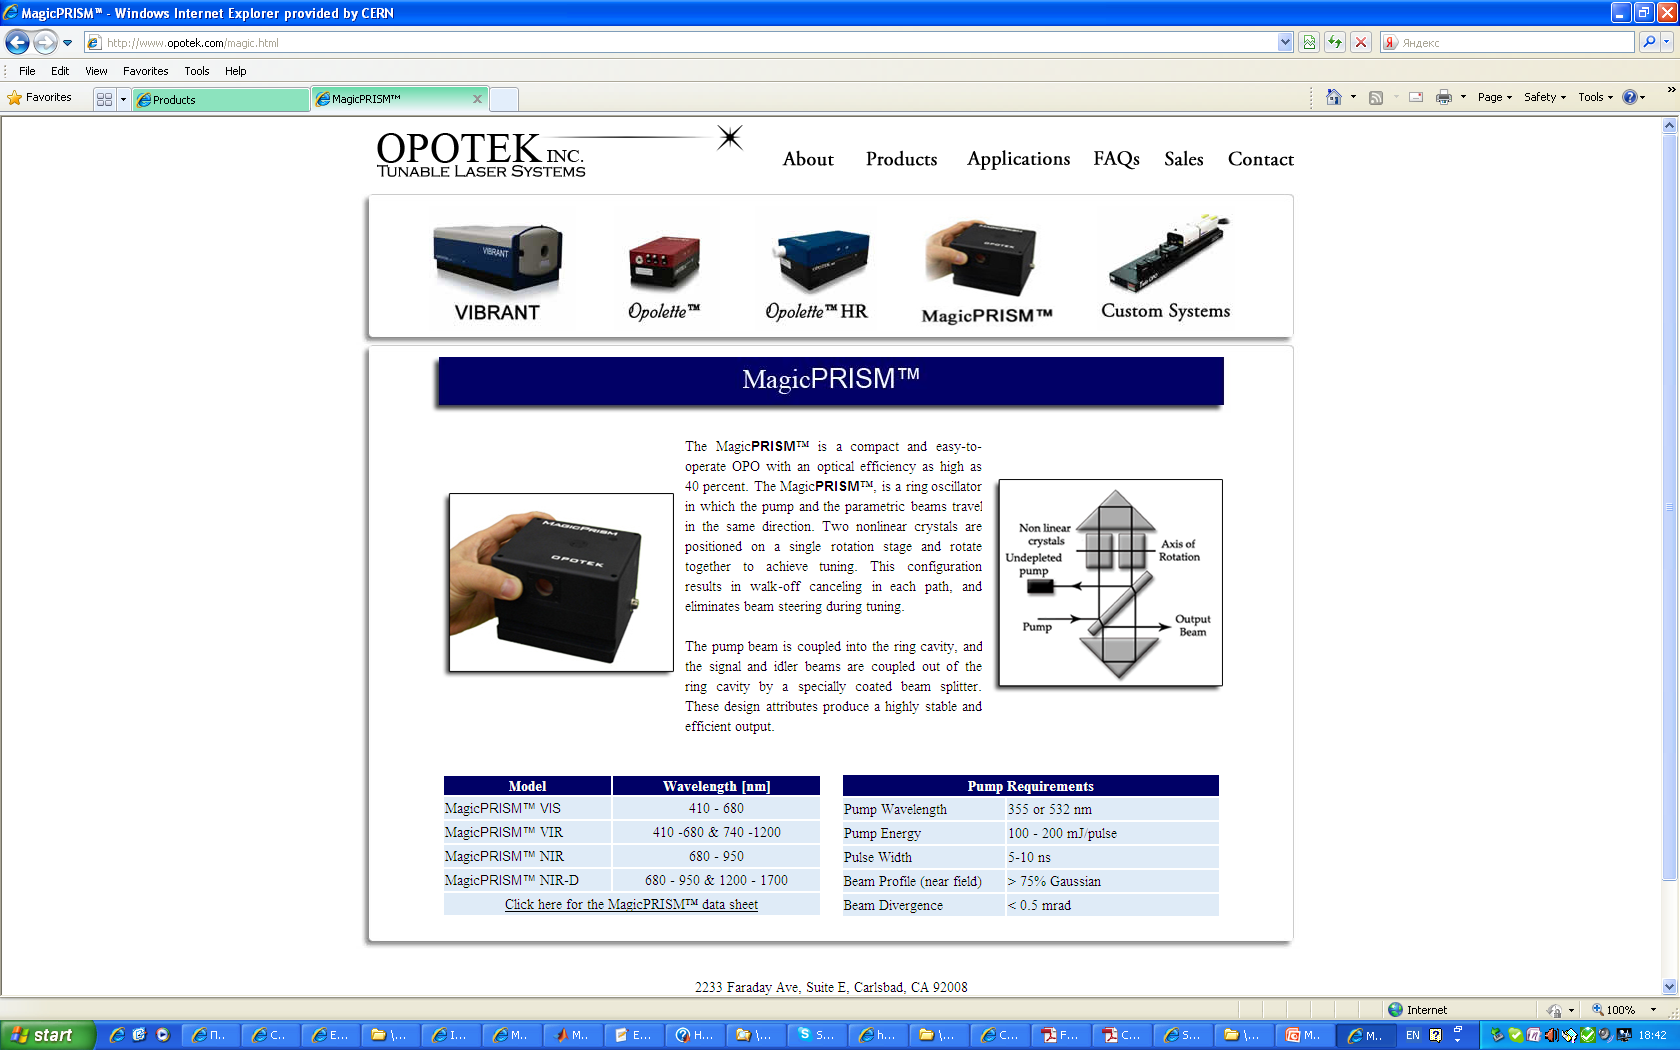 MagicPRISM™ - Windows Internet Explorer provided by CERN
http://www.opotek.com/magic.html
Яндекс
File Edit View Favorites Tools Help
Favorites
Products
MagicPRISM™
Page Safety Tools
OPOTEK INC.
TUNABLE LASER SYSTEMS
About Products Applications FAQs Sales Contact
VIBRANT
OPOTEK
MagicPRISM
OPOTEK
VIBRANT
Opolette™
Opolette™ HR
MagicPRISM™
Custom Systems
MagicPRISM™
The MagicPRISM™ is a compact and easy-to-
operate OPO with an optical efficiency as high as
40 percent. The MagicPRISM™, is a ring oscillator
in which the pump and the parametric beams travel
in the same direction. Two nonlinear crystals are
positioned on a single rotation stage and rotate
together to achieve tuning. This configuration
results in walk-off canceling in each path, and
eliminates beam steering during tuning.
The pump beam is coupled into the ring cavity, and
the signal and idler beams are coupled out of the
ring cavity by a specially coated beam splitter.
These design attributes produce a highly stable and
efficient output.
MAGICPRISM
OPOTEK
Non linear
crystals
Undepleted
pump
Axis of
Rotation
Pump
Output
Beam
Model Wavelength [nm]
MagicPRISM™ VIS 410 - 680
MagicPRISM™ VIR 410 -680 & 740 -1200
MagicPRISM™ NIR 680 - 950
MagicPRISM™ NIR-D 680 - 950 & 1200 - 1700
Click here for the MagicPRISM™ data sheet
Pump Requirements
Pump Wavelength 355 or 532 nm
Pump Energy 100 - 200 mJ/pulse
Pulse Width 5-10 ns
Beam Profile (near field) > 75% Gaussian
Beam Divergence < 0.5 mrad
2233 Faraday Ave, Suite E, Carlsbad, CA 92008
Internet
100%
start
П... C... E... \... I... M... M... E... H... \... S... h... \... C... F... C... S... \... M... M...
EN
18:42